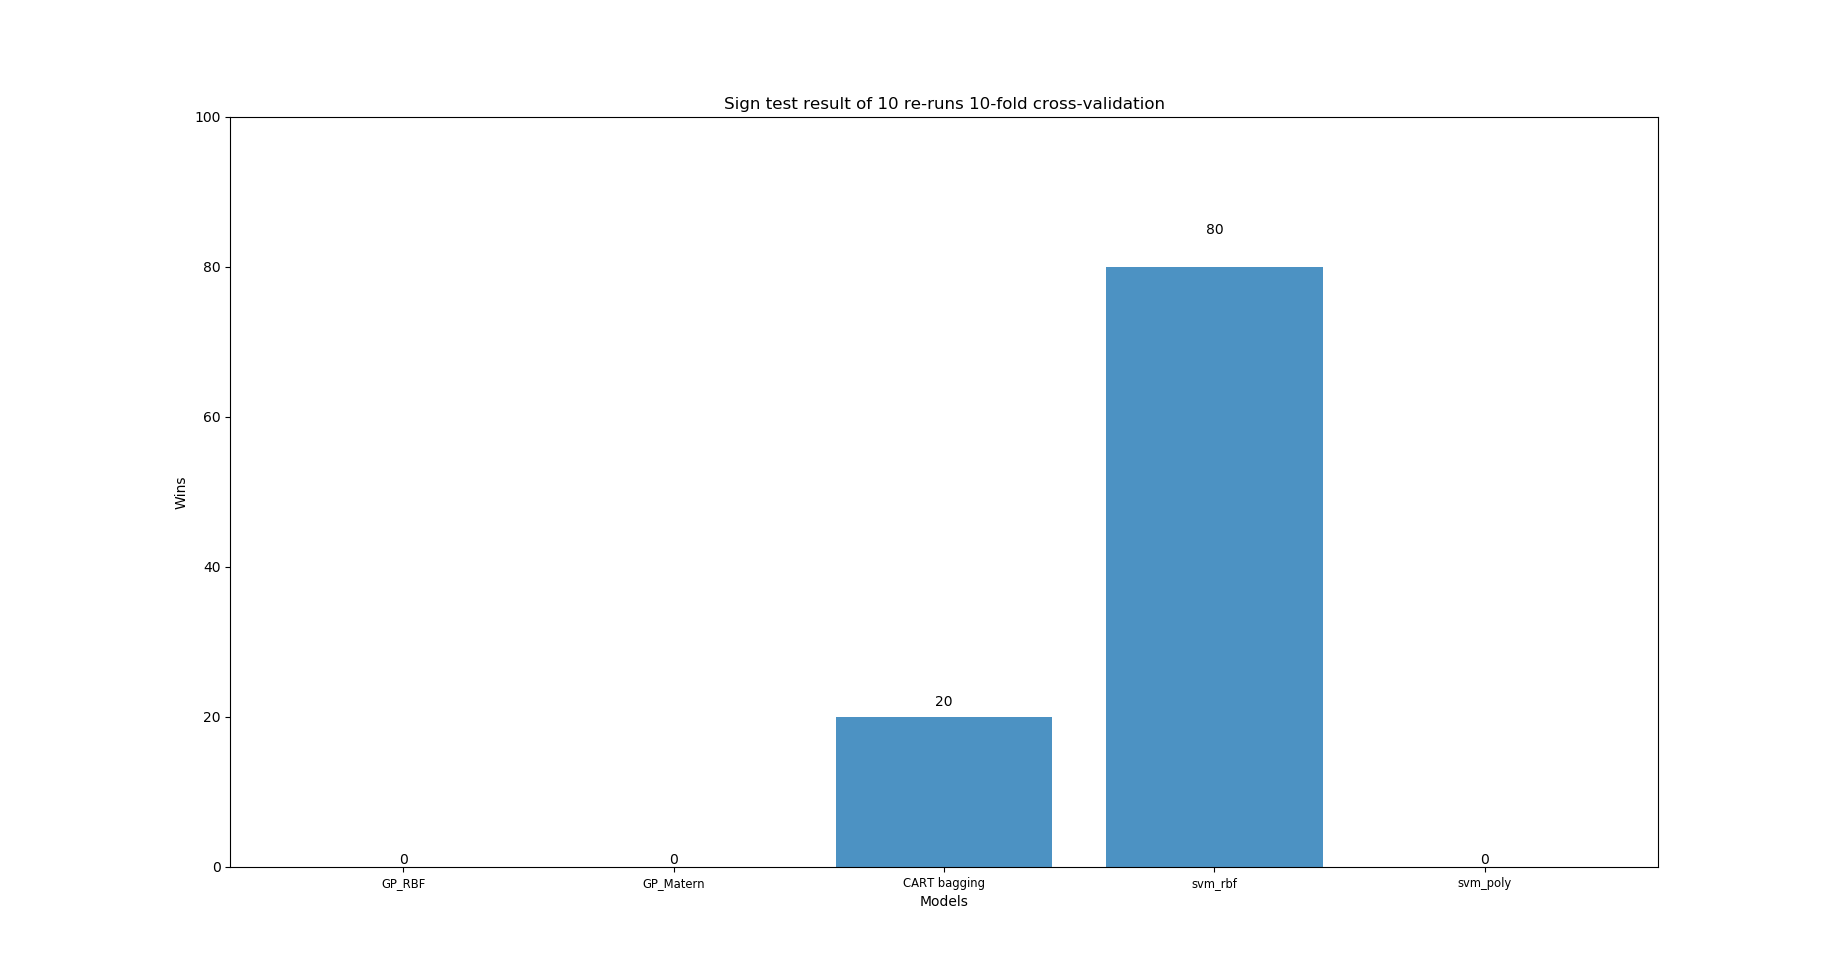 Sign test result of 10 re-runs 10-fold cross-validation
100
80
60
40
20
0
Wins
0
0
20
80
0
GP_RBF
GP_Matern
CART bagging
svm_rbf
svm_poly
Models